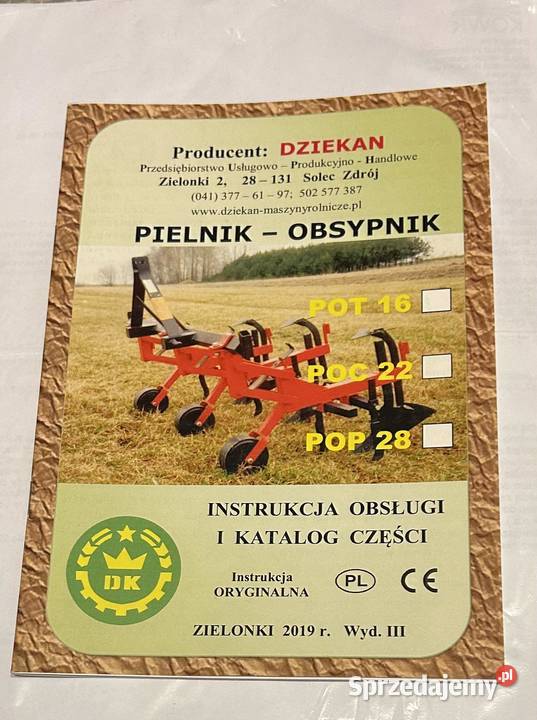 Producent: DZIEKAN
Przedsiębiorstwo Usługowo – Produkcyjno - Handlowe
Zielonki 2, 28 – 131 Solec Zdrój
(041) 377 – 61 – 97; 502 577 387
www.dziekan-maszynyrolnicze.pl
PIELNIK – OBSYPNIK
POT 16
POC 22
POP 28
INSTRUKCJA OBSŁUGI
I KATALOG CZĘŚCI
DK
Instrukcja
ORYGINALNA
PL
CE
ZIELONKI 2019 r. Wyd. III
Sprzedajemy.pl